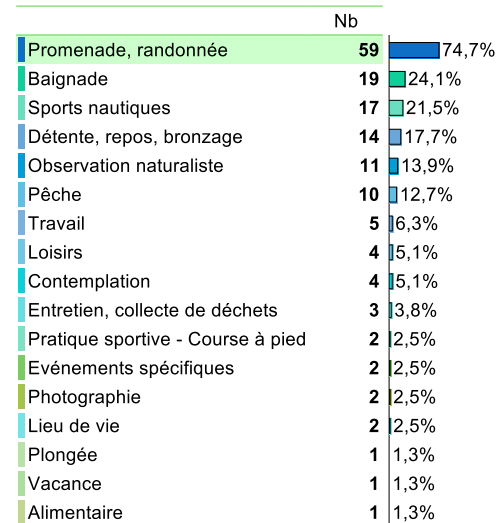 Nb
Promenade, randonnée 59 74,7%
Baignade 19 24,1%
Sports nautiques 17 21,5%
Détente, repos, bronzage 14 17,7%
Observation naturaliste 11 13,9%
Pêche 10 12,7%
Travail 5 6,3%
Loisirs 4 5,1%
Contemplation 4 5,1%
Entretien, collecte de déchets 3 3,8%
Pratique sportive - Course à pied 2 2,5%
Evénements spécifiques 2 2,5%
Photographie 2 2,5%
Lieu de vie 2 2,5%
Plongée 1 1,3%
Vacance 1 1,3%
Alimentaire 1 1,3%